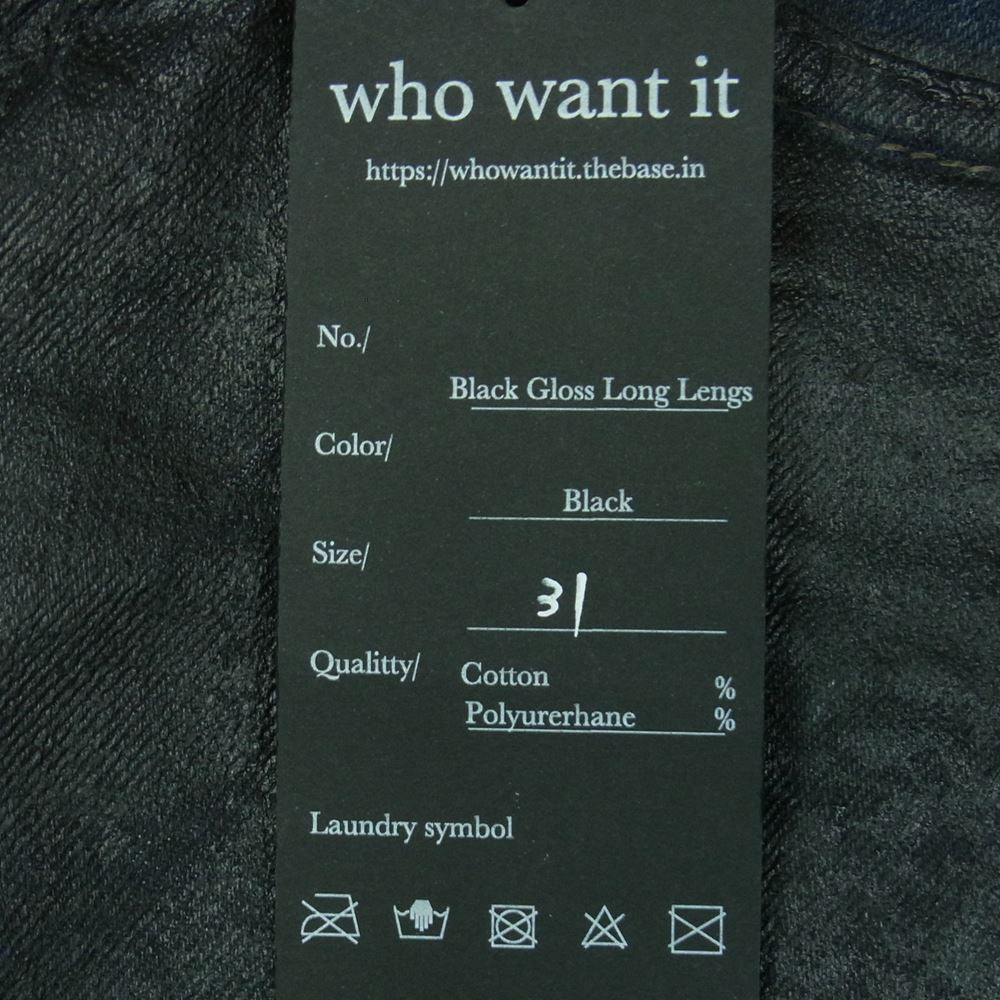 who want it
https://whowantit.thebase.in
No./
Black Gloss Long Lengs
Color/
Black
Size/
31
Qualitty/ Cotton %
Polyurerhane %
Laundry symbol